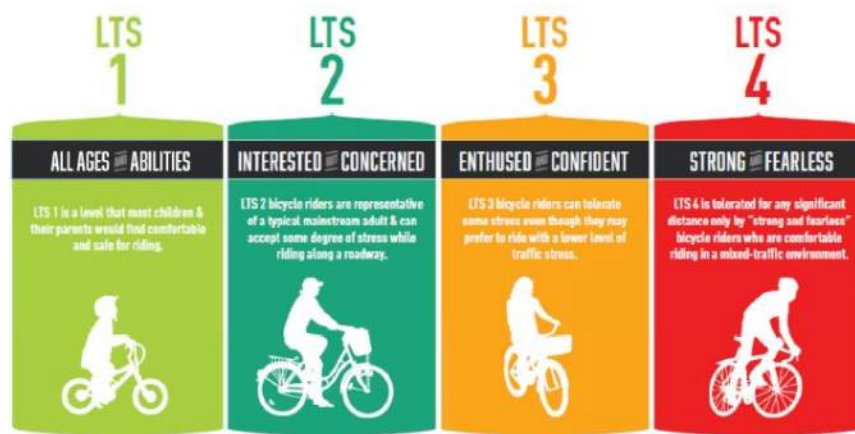 LTS
1
ALL AGES AND ABILITIES
LTS 1 is a level that most children &
their parents would find comfortable
and safe for riding.
LTS
2
INTERESTED AND CONCERNED
LTS 2 bicycle riders are representative
of a typical mainstream adult & can
accept some degree of stress while
riding along a roadway.
LTS
3
ENTHUSED AND CONFIDENT
LTS 3 bicycle riders can tolerate
some stress even though they may
prefer to ride with a lower level of
traffic stress.
LTS
4
STRONG AND FEARLESS
LTS 4 is tolerated for any significant
distance only by "strong and fearless"
bicycle riders who are comfortable
riding in a mixed-traffic environment.